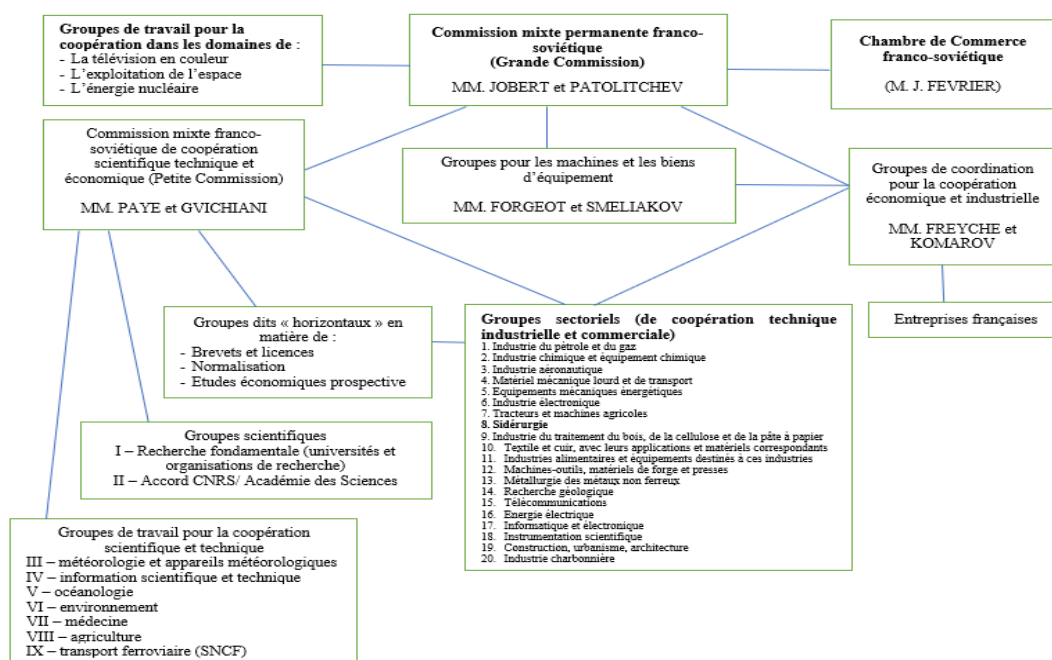 Groupes de travail pour la
coopération dans les domaines de :
- La télévision en couleur
- L'exploitation de l'espace
- L'énergie nucléaire
Commission mixte permanente franco-
soviétique
(Grande Commission)
MM. JOBERT et PATOLITCHEV
Chambre de Commerce
franco-soviétique
(M. J. FEVRIER)
Commission mixte franco-
soviétique de coopération
scientifique technique et
économique (Petite Commission)
MM. PAYE et GVICHIANI
Groupes pour les machines et les biens
d'équipement
MM. FORGEOT et SMELIAKOV
Groupes de coordination
pour la coopération
économique et industrielle
MM. FREYCHE et
KOMAROV
Entreprises françaises
Groupes dits « horizontaux » en
matière de :
- Brevets et licences
- Normalisation
- Etudes économiques prospective
Groupes sectoriels (de coopération technique
industrielle et commerciale)
1. Industrie du pétrole et du gaz
2. Industrie chimique et équipement chimique
3. Industrie aéronautique
4. Matériel mécanique lourd et de transport
5. Equipements mécaniques énergétiques
6. Industrie électronique
7. Tracteurs et machines agricoles
8. Sidérurgie
9. Industrie du traitement du bois, de la cellulose et de la pâte à papier
10. Textile et cuir, avec leurs applications et matériels correspondants
11. Industries alimentaires et équipements destinés à ces industries
12. Machines-outils, matériels de forge et presses
13. Métallurgie des métaux non ferreux
14. Recherche géologique
15. Télécommunications
16. Energie électrique
17. Informatique et électronique
18. Instrumentation scientifique
19. Construction, urbanisme, architecture
20. Industrie charbonnière
Groupes scientifiques
I – Recherche fondamentale (universités et
organisations de recherche)
II – Accord CNRS/ Académie des Sciences
Groupes de travail pour la coopération
scientifique et technique
III – météorologie et appareils météorologiques
IV – information scientifique et technique
V – océanologie
VI – environnement
VII – médecine
VIII – agriculture
IX – transport ferroviaire (SNCF)